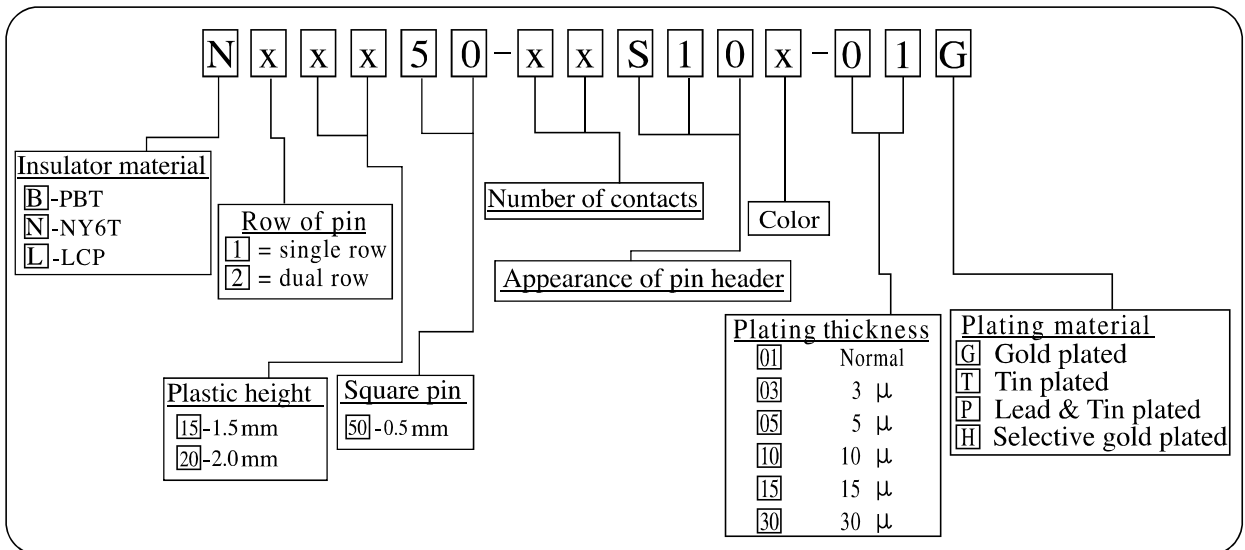 N x x x 5 0 - x x S 1 0 x - 0 1 G
Insulator material
B -PBT
N -NY6T
L -LCP
Row of pin
1 = single row
2 = dual row
Plastic height
15 -1.5mm
20 -2.0mm
Square pin
50 -0.5mm
Number of contacts
Appearance of pin header
Color
Plating thickness
01 Normal
03 3 μ
05 5 μ
10 10 μ
15 15 μ
30 30 μ
Plating material
G Gold plated
T Tin plated
P Lead & Tin plated
H Selective gold plated